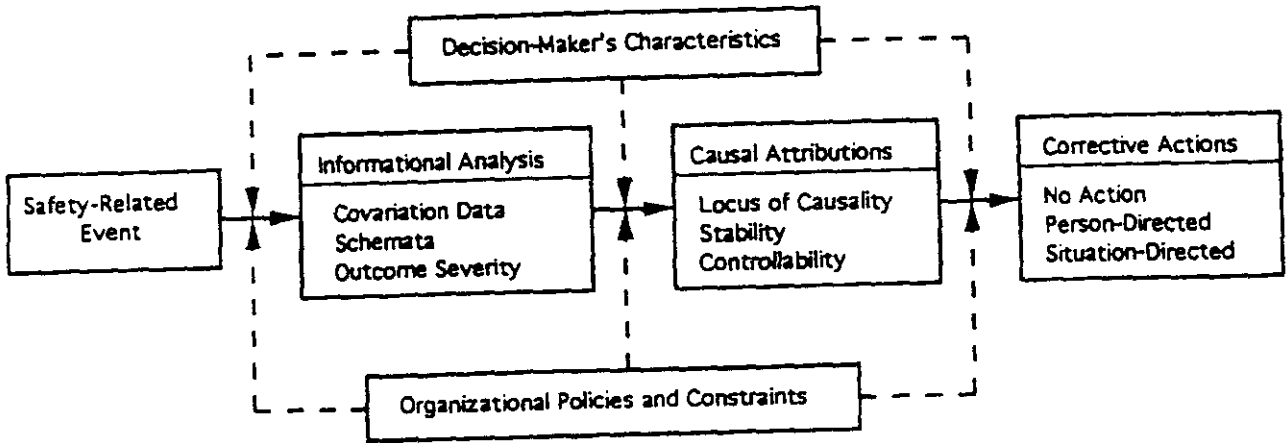 Decision-Maker's Characteristics
Safety-Related
Event
Informational Analysis
Covariation Data
Schemata
Outcome Severity
Causal Attributions
Locus of Causality
Stability
Controllability
Corrective Actions
No Action
Person-Directed
Situation-Directed
Organizational Policies and Constraints